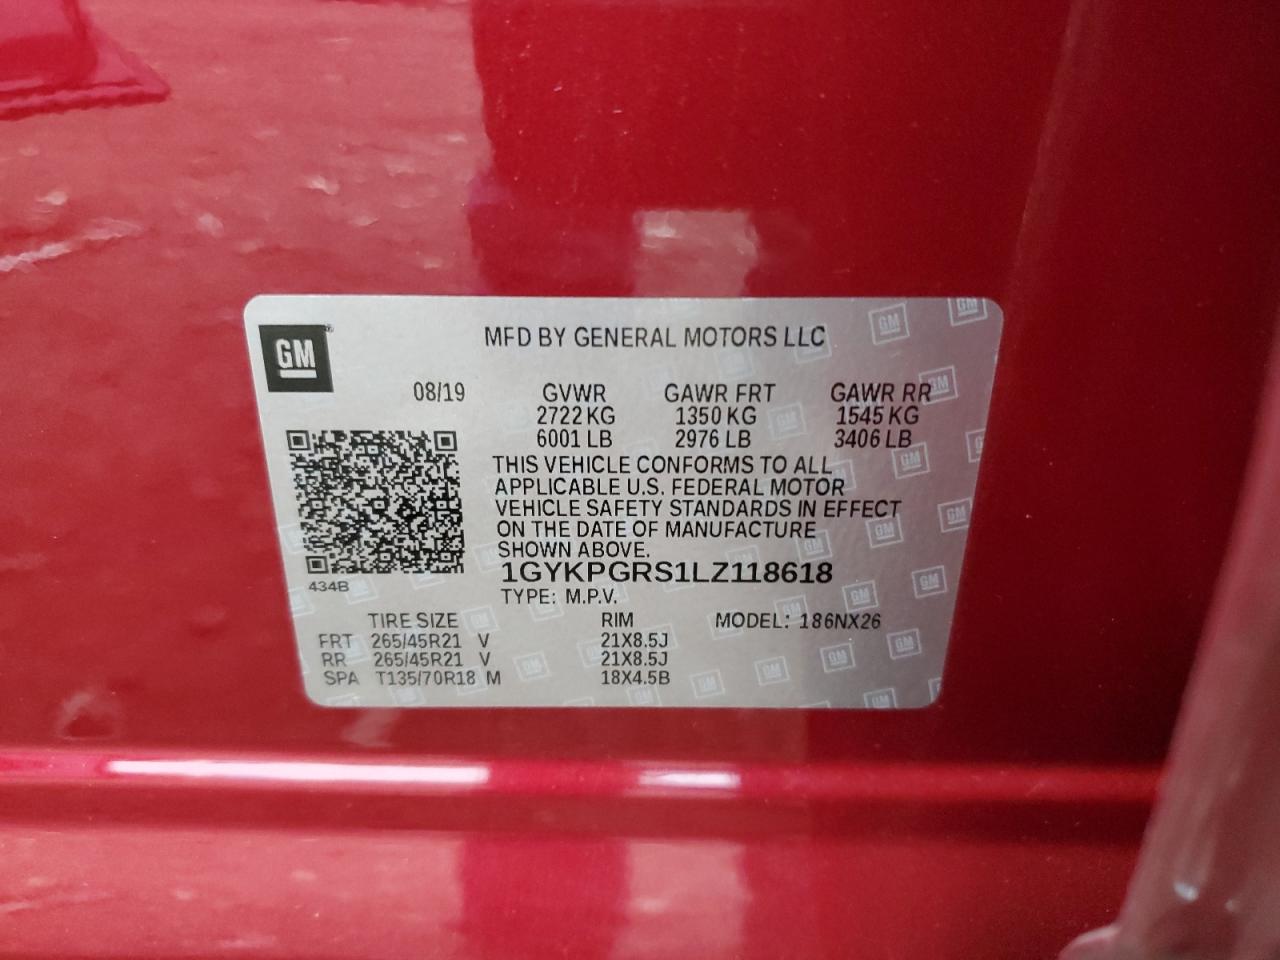 GM
MFD BY GENERAL MOTORS LLC
08/19 GVWR GAWR FRT GAWR RR
2722 KG 1350 KG 1545 KG
6001 LB 2976 LB 3406 LB
THIS VEHICLE CONFORMS TO ALL
APPLICABLE U.S. FEDERAL MOTOR
VEHICLE SAFETY STANDARDS IN EFFECT
ON THE DATE OF MANUFACTURE
SHOWN ABOVE.
1GYKPGRS1LZ118618
434B
TYPE: M.P.V.
TIRE SIZE RIM MODEL: 186NX26
FRT 265/45R21 V 21X8.5J
RR 265/45R21 V 21X8.5J
SPA T135/70R18 M 18X4.5B